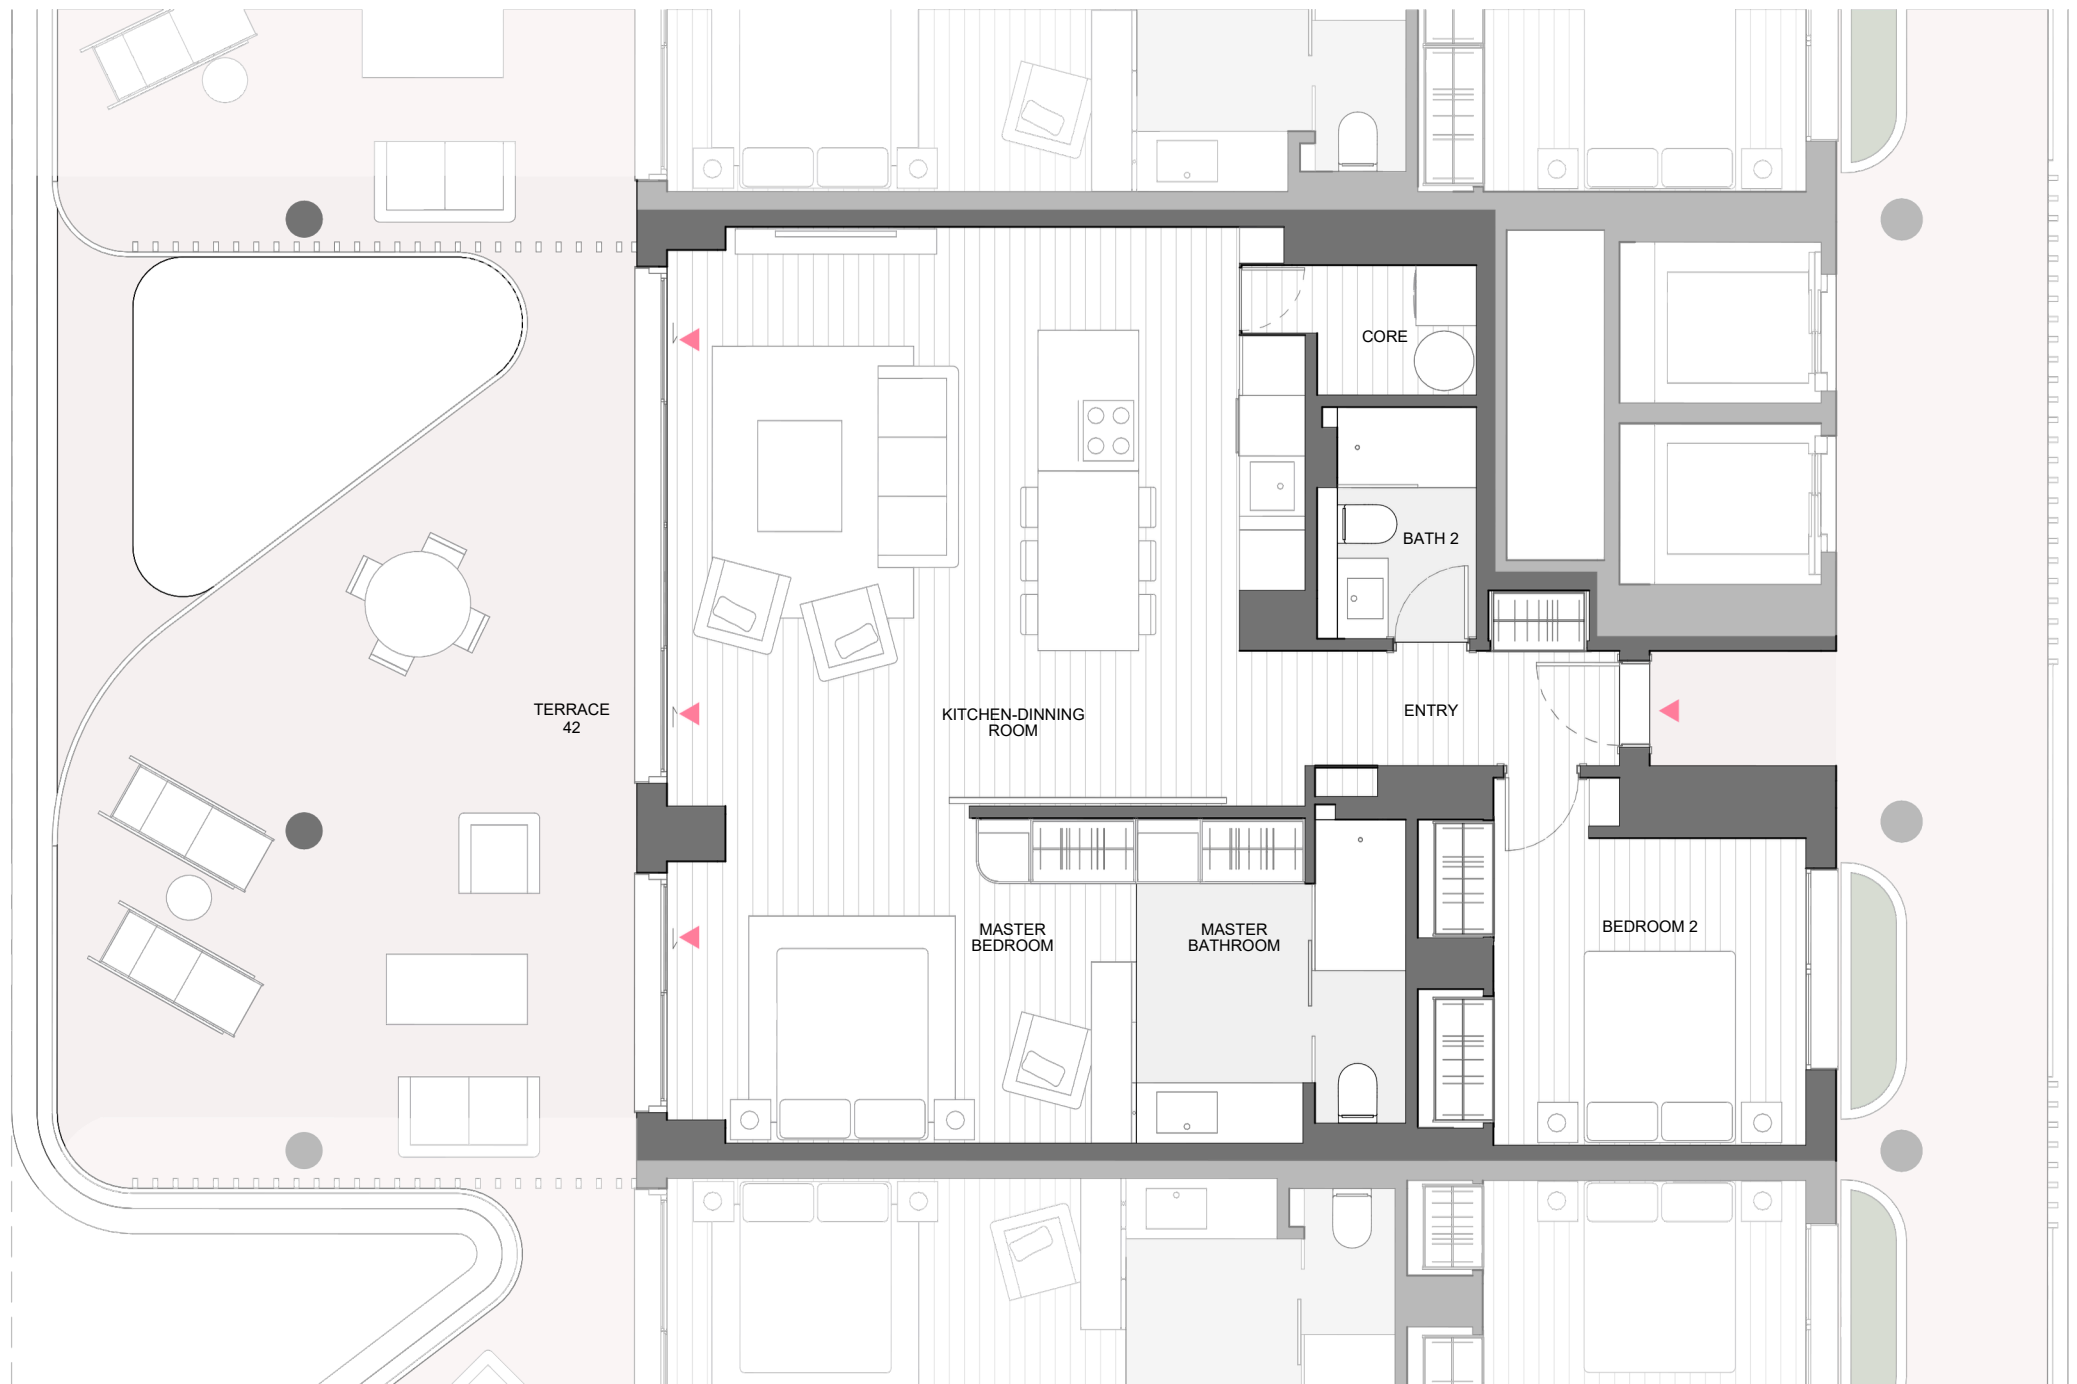 CORE
BATH 2
TERRACE
42
KITCHEN-DINNING
ROOM
ENTRY
MASTER
BEDROOM
MASTER
BATHROOM
BEDROOM 2